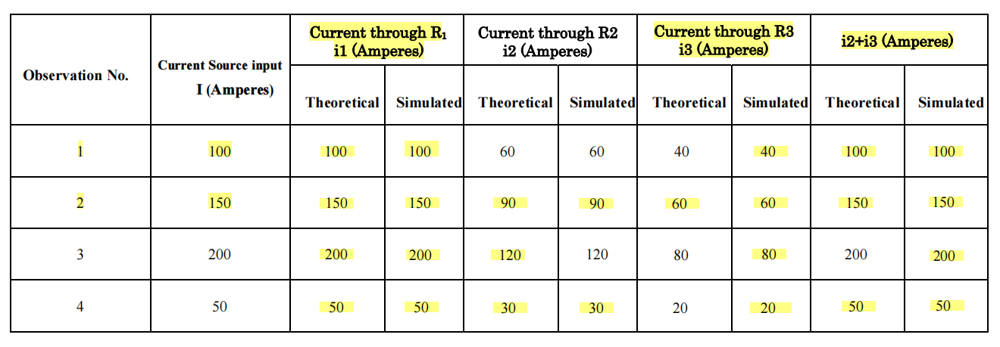 Observation No.
Current Source input
I (Amperes)
Current through R1
i1 (Amperes)
Current through R2
i2 (Amperes)
Current through R3
i3 (Amperes)
i2+i3 (Amperes)
Theoretical Simulated Theoretical Simulated Theoretical Simulated Theoretical Simulated
1 100 100 100 60 60 40 40 100 100
2 150 150 150 90 90 60 60 150 150
3 200 200 200 120 120 80 80 200 200
4 50 50 50 30 30 20 20 50 50